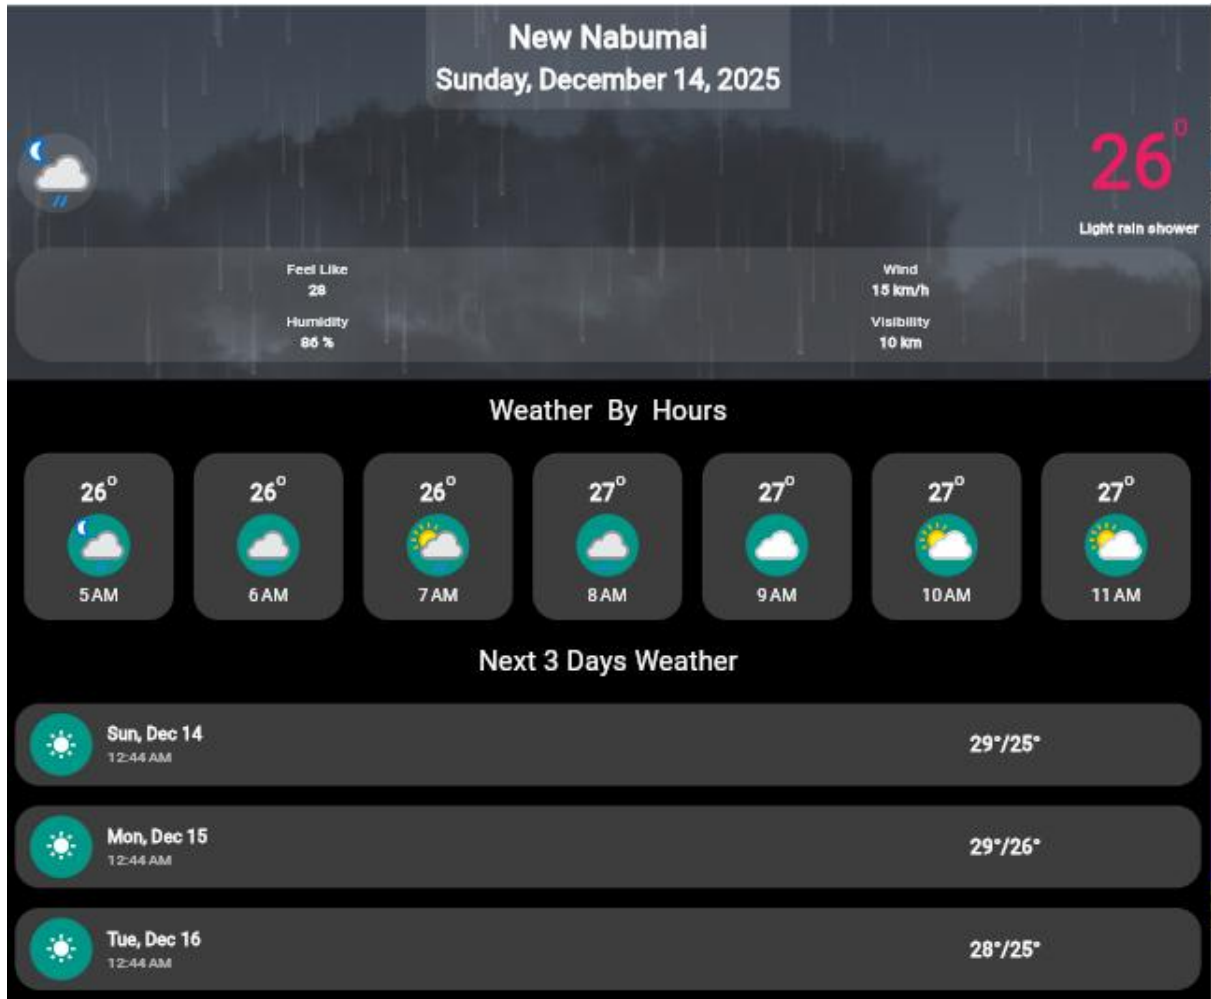 New Nabumai
Sunday, December 14, 2025
26°
Light rain shower
Feel Like
28
Wind
15 km/h
Humidity
86 %
Visibility
10 km
Weather By Hours
26° 26° 26° 27° 27° 27° 27°
5 AM 6 AM 7 AM 8 AM 9 AM 10 AM 11 AM
Next 3 Days Weather
Sun, Dec 14
12:44 AM
29°/25°
Mon, Dec 15
12:44 AM
29°/26°
Tue, Dec 16
12:44 AM
28°/25°